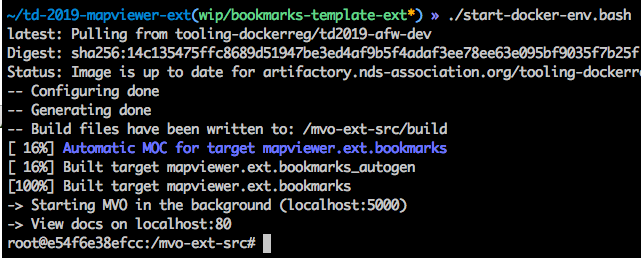 ~/td-2019-mapviewer-ext(wip/bookmarks-template-ext*) » ./start-docker-env.bash
latest: Pulling from tooling-dockerreg/td2019-afw-dev
Digest: sha256:14c135475ffc8689d51947be3ed4af9b5f4adaf3ee78ee63e095bf9035f7b25f
Status: Image is up to date for artifactory.nds-association.org/tooling-dockerre
-- Configuring done
-- Generating done
-- Build files have been written to: /mvo-ext-src/build
[ 16%] Automatic MOC for target mapviewer.ext.bookmarks
[ 16%] Built target mapviewer.ext.bookmarks_autogen
[100%] Built target mapviewer.ext.bookmarks
-> Starting MVO in the background (localhost:5000)
-> View docs on localhost:80
root@e54f6e38efcc:/mvo-ext-src#